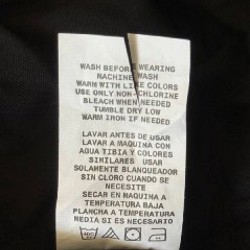 WASH BEFORE WEARING
MACHINE WASH
WARM WITH LIKE COLORS
USE ONLY NON-CHLORINE
BLEACH WHEN NEEDED
TUMBLE DRY LOW
WARM IRON IF NEEDED
LAVAR ANTES DE USAR
LAVAR A MAQUINA CON
AGUA TIBIA Y COLORES
SIMILARES USAR
SOLAMENTE BLANQUEADOR
SIN CLORO CUANDO SE
NECESITE
SECAR EN MAQUINA A
TEMPERATURA BAJA
PLANCHA A TEMPERATURA
MEDIA SI ES NECESARIO